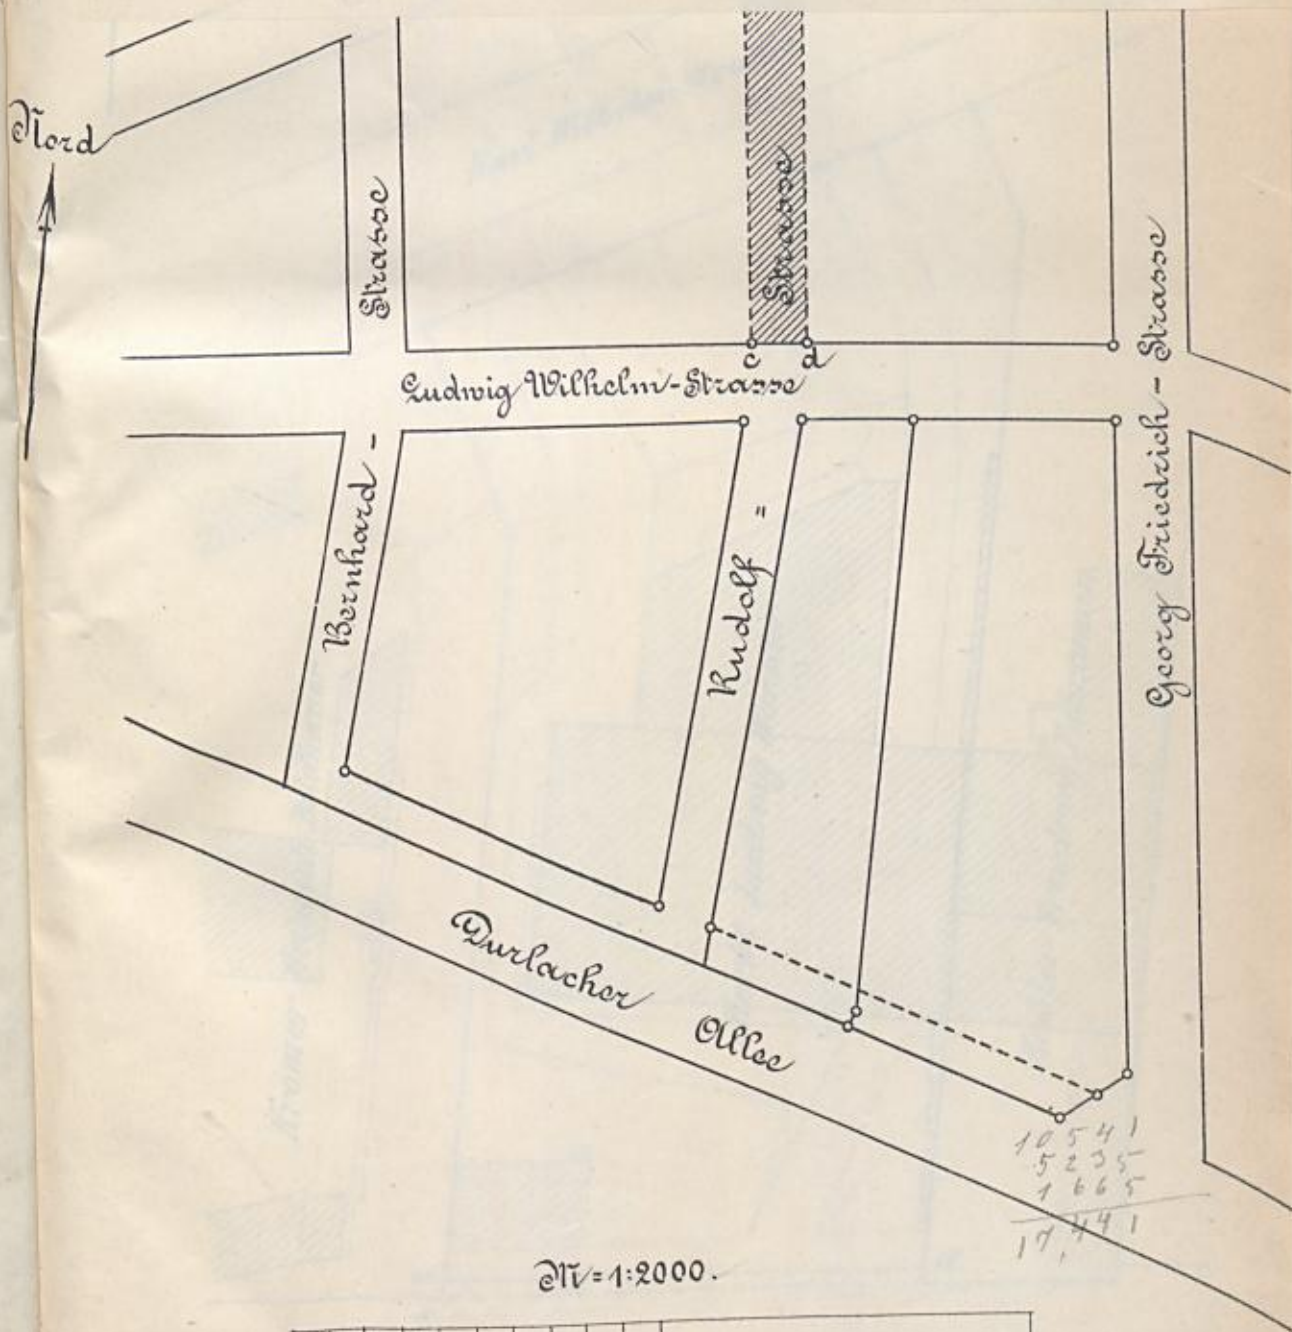 Nord
Strasse
Strasse
c d
Ludwig Wilhelm-Strasse
Bernhard -
Rudolf =
Georg Friedrich - Strasse
Durlacher Allee
10541
5235
1665
17,441
M = 1:2000.